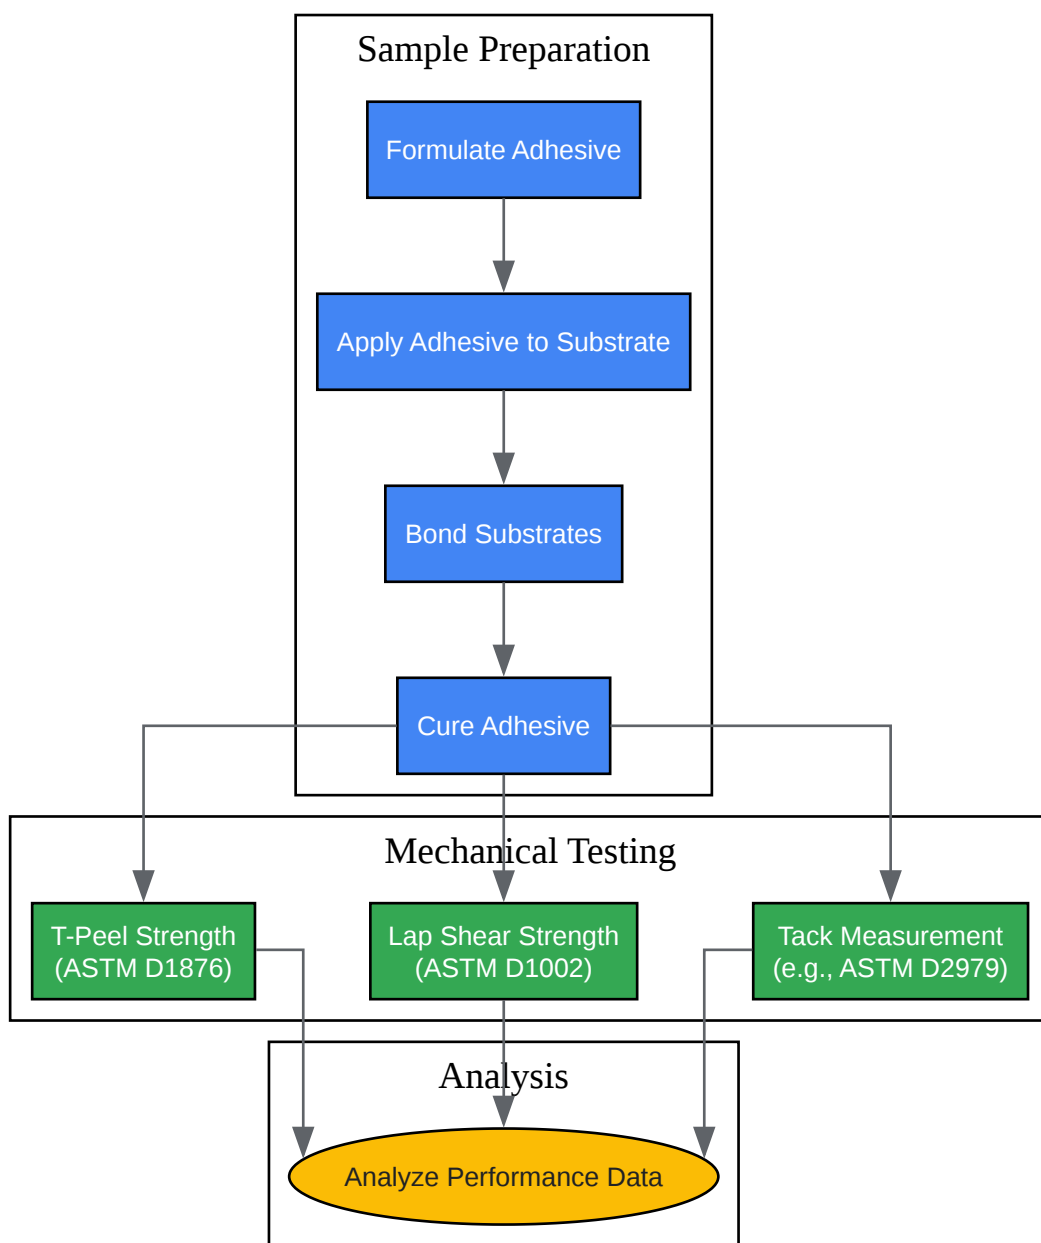 Sample Preparation
Formulate Adhesive
Apply Adhesive to Substrate
Bond Substrates
Cure Adhesive
Mechanical Testing
T-Peel Strength
(ASTM D1876)
Lap Shear Strength
(ASTM D1002)
Tack Measurement
(e.g., ASTM D2979)
Analysis
Analyze Performance Data